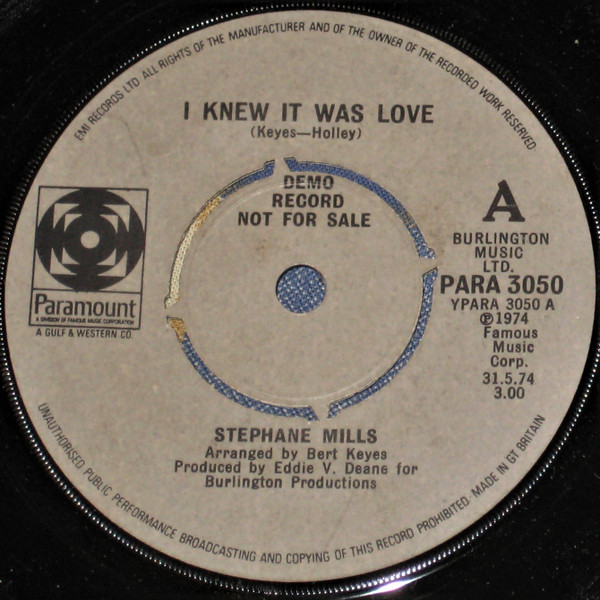 EMI RECORDS LTD ALL RIGHTS OF THE MANUFACTURER AND OF THE OWNER OF THE RECORDED WORK RESERVED
I KNEW IT WAS LOVE
(Keyes—Holley)
DEMO
RECORD
NOT FOR SALE
A
BURLINGTON
MUSIC
LTD.
PARA 3050
YPARA 3050 A
℗1974
Famous
Music
Corp.
31.5.74
3.00
Paramount
A DIVISION OF FAMOUS MUSIC CORPORATION
A GULF & WESTERN CO.
STEPHANE MILLS
Arranged by Bert Keyes
Produced by Eddie V. Deane for
Burlington Productions
UNAUTHORISED PUBLIC PERFORMANCE BROADCASTING AND COPYING OF THIS RECORD PROHIBITED·MADE IN GT BRITAIN